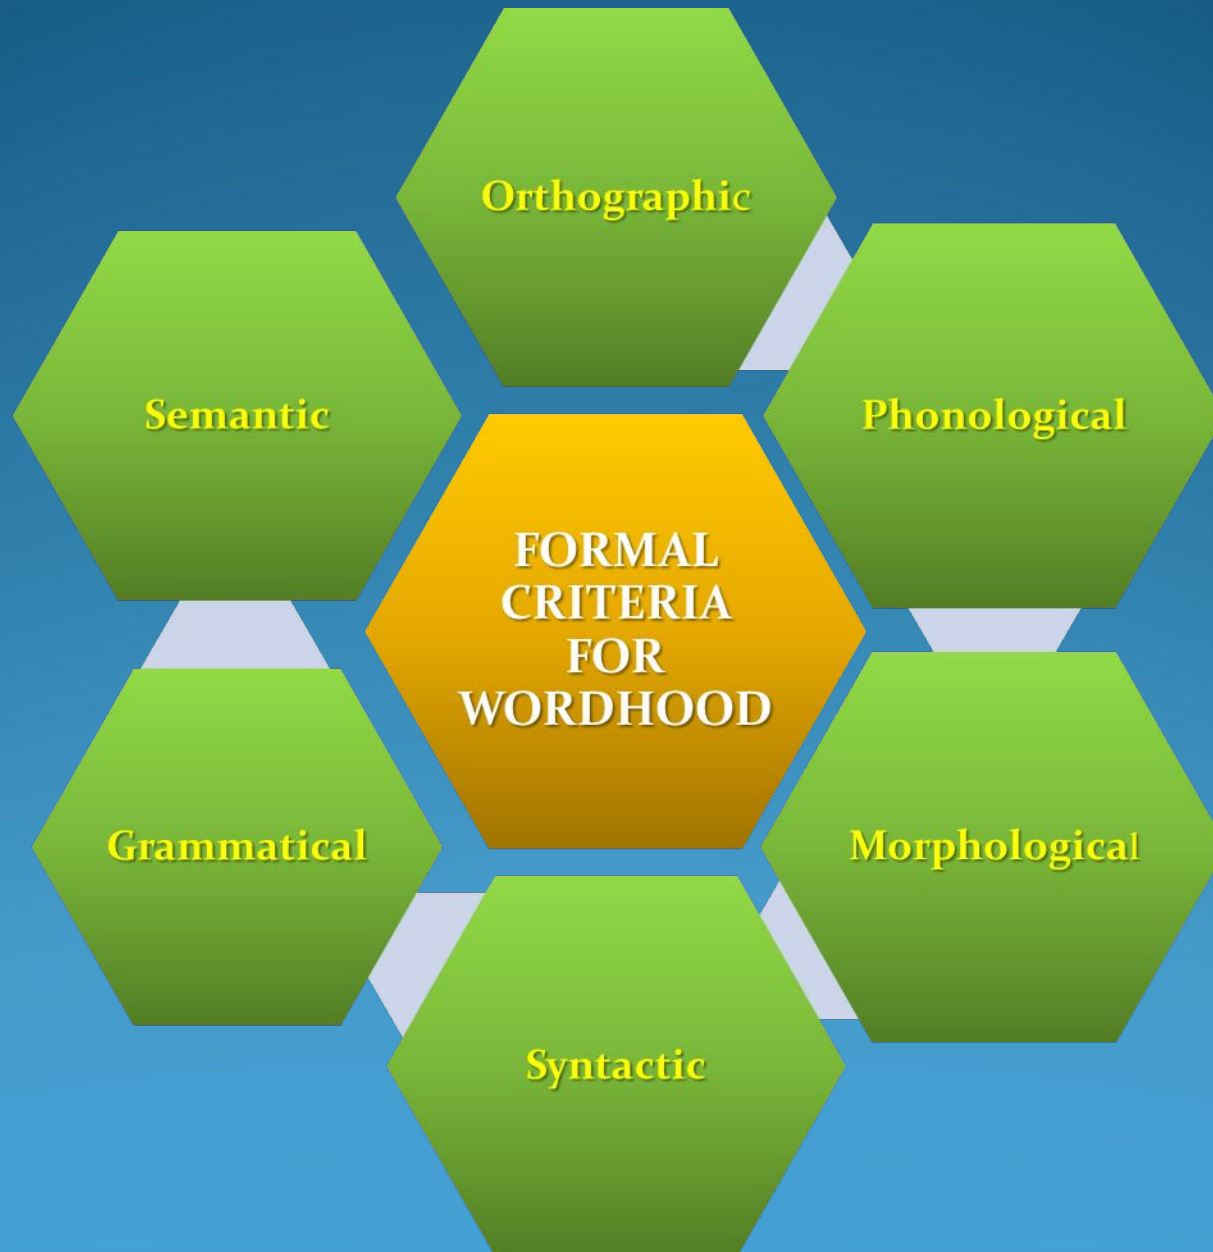 Orthographic
Phonological
Morphological
Syntactic
Grammatical
Semantic
FORMAL
CRITERIA
FOR
WORDHOOD